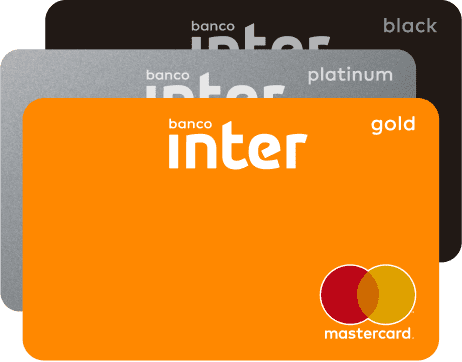 banco
inter
black
banco
inter
platinum
banco
inter
gold
mastercard.